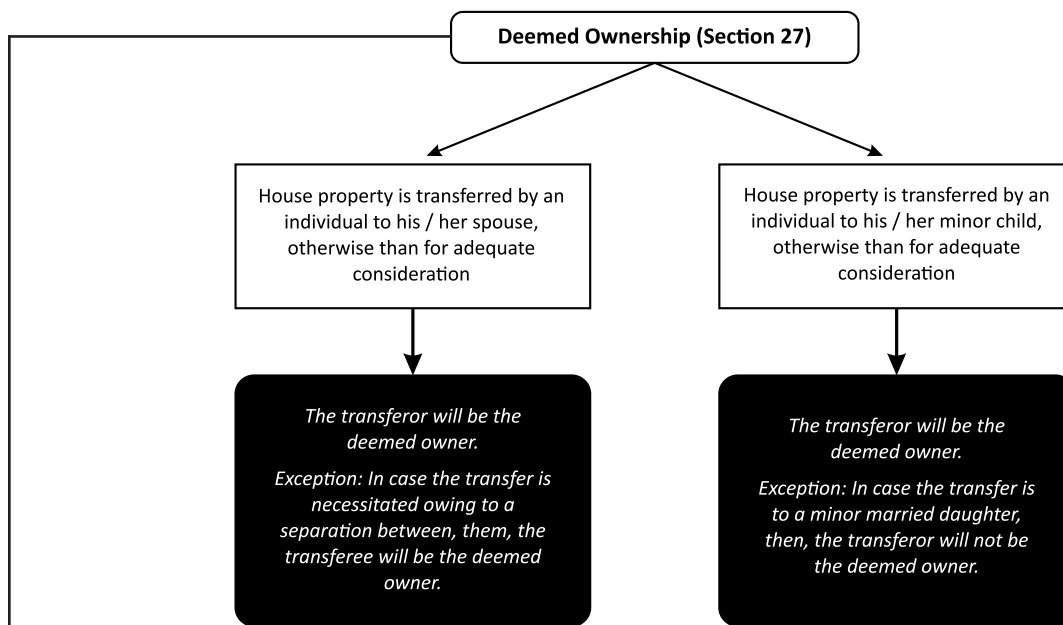 Deemed Ownership (Section 27)
House property is transferred by an
individual to his / her spouse,
otherwise than for adequate
consideration
House property is transferred by an
individual to his / her minor child,
otherwise than for adequate
consideration
The transferor will be the
deemed owner.
Exception: In case the transfer is
necessitated owing to a
separation between, them, the
transferee will be the deemed
owner.
The transferor will be the
deemed owner.
Exception: In case the transfer is
to a minor married daughter,
then, the transferor will not be
the deemed owner.